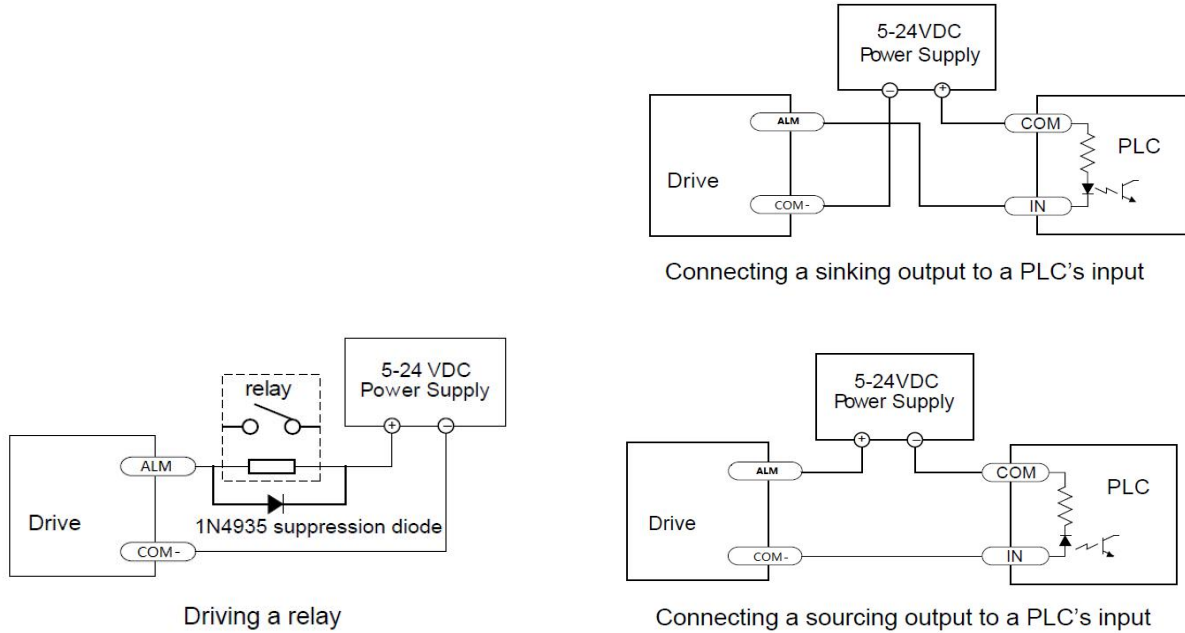 5-24VDC
Power Supply
ALM
COM
PLC
Drive
COM-
IN
Connecting a sinking output to a PLC's input
5-24 VDC
Power Supply
relay
ALM
Drive
1N4935 suppression diode
COM-
Driving a relay
5-24VDC
Power Supply
ALM
COM
PLC
Drive
COM-
IN
Connecting a sourcing output to a PLC's input